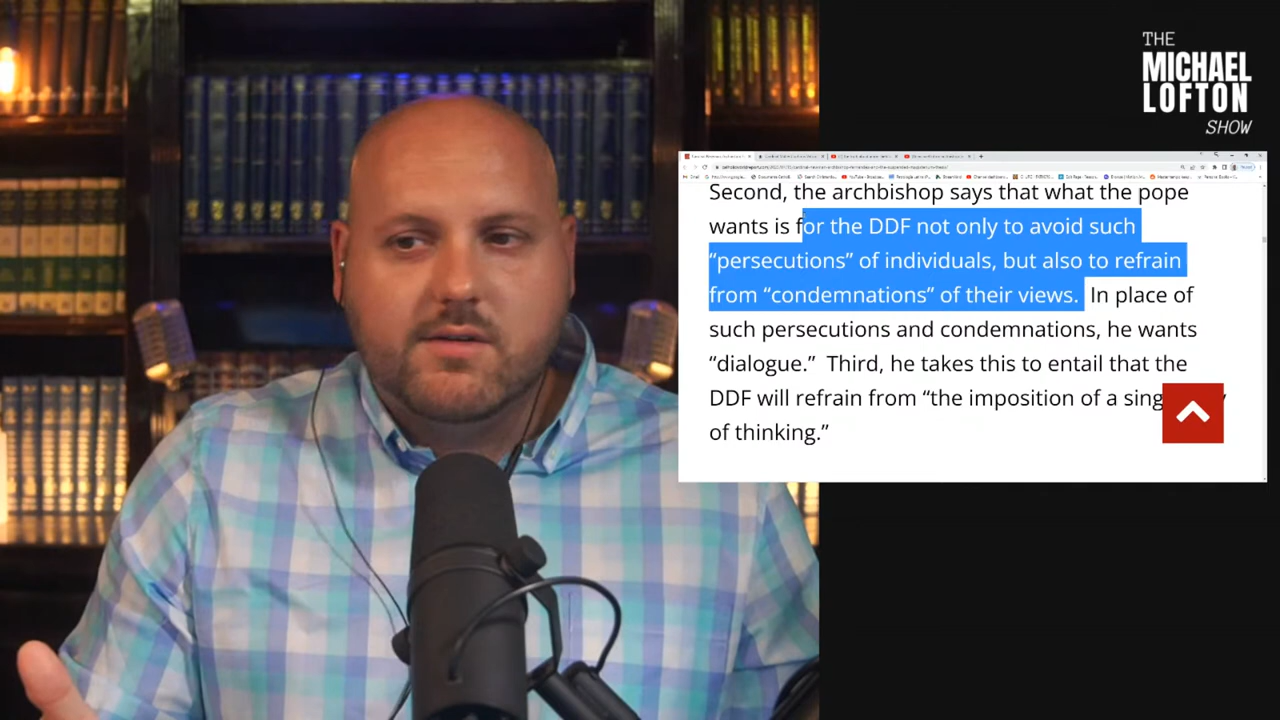 THE
MICHAEL
LOFTON
SHOW
Second, the archbishop says that what the pope
wants is for the DDF not only to avoid such
“persecutions” of individuals, but also to refrain
from “condemnations” of their views. In place of
such persecutions and condemnations, he wants
“dialogue.” Third, he takes this to entail that the
DDF will refrain from “the imposition of a
of thinking.”